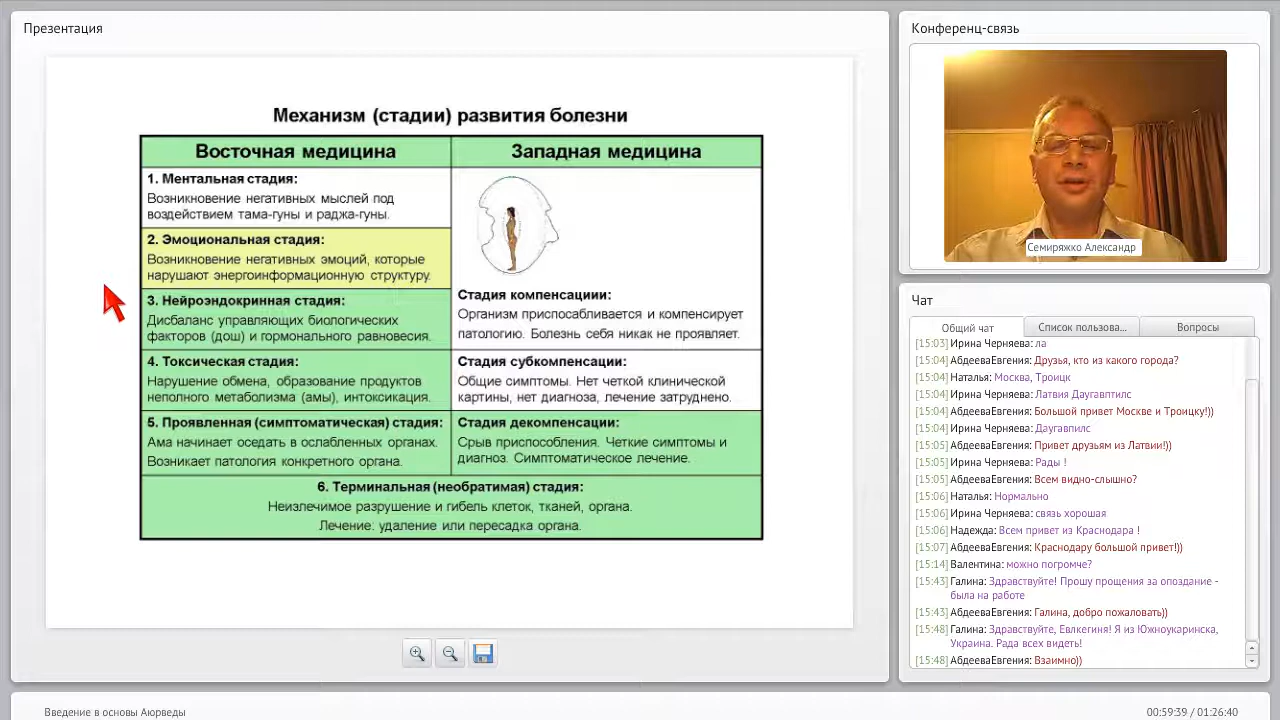 Презентация
Механизм (стадии) развития болезни
Восточная медицина
Западная медицина
1. Ментальная стадия:
Возникновение негативных мыслей под
воздействием тама-гуны и раджа-гуны.
2. Эмоциональная стадия:
Возникновение негативных эмоций, которые
нарушают энергоинформационную структуру.
3. Нейроэндокринная стадия:
Дисбаланс управляющих биологических
факторов (дош) и гормонального равновесия.
Стадия компенсациии:
Организм приспосабливается и компенсирует
патологию. Болезнь себя никак не проявляет.
4. Токсическая стадия:
Нарушение обмена, образование продуктов
неполного метаболизма (амы), интоксикация.
Стадия субкомпенсации:
Общие симптомы. Нет четкой клинической
картины, нет диагноза, лечение затруднено.
5. Проявленная (симптоматическая) стадия:
Ама начинает оседать в ослабленных органах.
Возникает патология конкретного органа.
Стадия декомпенсации:
Срыв приспособления. Четкие симптомы и
диагноз. Симптоматическое лечение.
6. Терминальная (необратимая) стадия:
Неизлечимое разрушение и гибель клеток, тканей, органа.
Лечение: удаление или пересадка органа.
Конференц-связь
Семиряжко Александр
Чат
Общий чат
Список пользова...
Вопросы
[15:03] Ирина Черняева: ла
[15:04] АбдееваЕвгения: Друзья, кто из какого города?
[15:04] Наталья: Москва, Троицк
[15:04] Ирина Черняева: Латвия Даугавптилс
[15:04] АбдееваЕвгения: Большой привет Москве и Троицку!))
[15:04] Ирина Черняева: Даугавпилс
[15:05] АбдееваЕвгения: Привет друзьям из Латвии!))
[15:05] Ирина Черняева: Рады !
[15:05] АбдееваЕвгения: Всем видно-слышно?
[15:06] Наталья: Нормально
[15:06] Ирина Черняева: связь хорошая
[15:06] Надежда: Всем привет из Краснодара !
[15:07] АбдееваЕвгения: Краснодару большой привет!))
[15:14] Валентина: можно погромче?
[15:43] Галина: Здравствуйте! Прошу прощения за опоздание -
была на работе
[15:43] АбдееваЕвгения: Галина, добро пожаловать))
[15:48] Галина: Здравствуйте, Евлкегиня! Я из Южноукаринска,
Украина. Рада всех видеть!
[15:48] АбдееваЕвгения: Взаимно))
Введение в основы Аюрведы
00:59:39 / 01:26:40